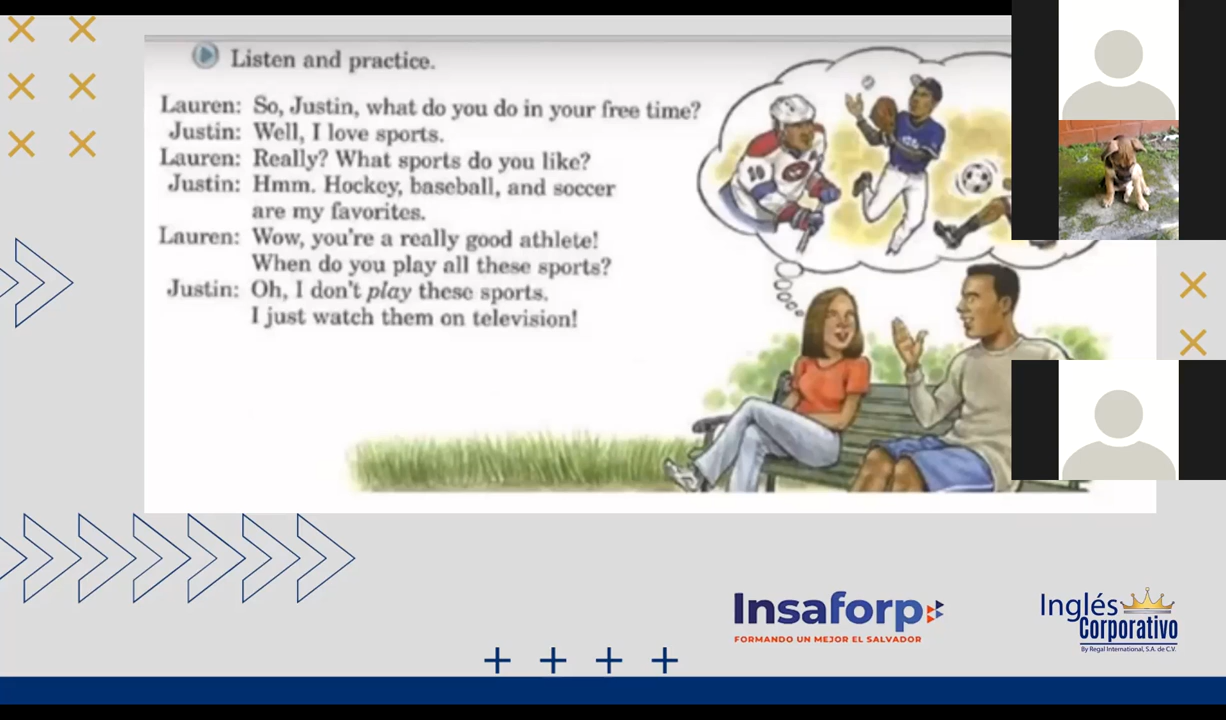 Listen and practice.
Lauren: So, Justin, what do you do in your free time?
Justin: Well, I love sports.
Lauren: Really? What sports do you like?
Justin: Hmm. Hockey, baseball, and soccer
are my favorites.
Lauren: Wow, you're a really good athlete!
When do you play all these sports?
Justin: Oh, I don't play these sports.
I just watch them on television!
10
Insaforp
FORMANDO UN MEJOR EL SALVADOR
Inglés
Corporativo
By Regal International, S.A. de C.V.